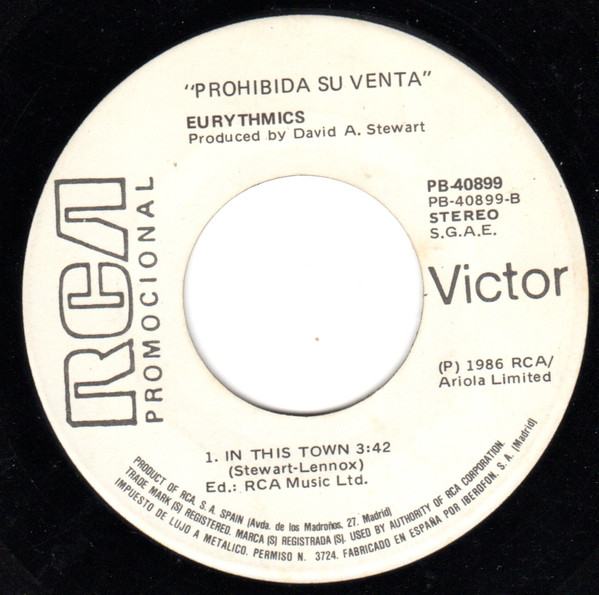 "PROHIBIDA SU VENTA"
EURYTHMICS
Produced by David A. Stewart
RCA
PROMOCIONAL
PB-40899
PB-40899-B
STEREO
S.G.A.E.
Victor
(P) 1986 RCA/
Ariola Limited
1. IN THIS TOWN 3:42
(Stewart-Lennox)
Ed.: RCA Music Ltd.
PRODUCT OF RCA. S. A. SPAIN (Avda. de los Madroños, 27. Madrid)
TRADE MARK (S) REGISTERED. MARCA (S) REGISTRADA (S). USED BY AUTHORITY OF RCA CORPORATION.
IMPUESTO DE LUJO A METALICO. PERMISO N. 3724. FABRICADO EN ESPAÑA POR IBEROFON. S. A. (Madrid)